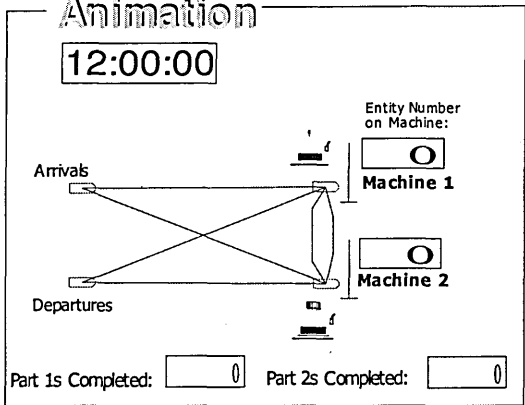 Animation
12:00:00
Entity Number
on Machine:
0
Machine 1
Arrivals
0
Machine 2
Departures
Part 1s Completed: 0
Part 2s Completed: 0